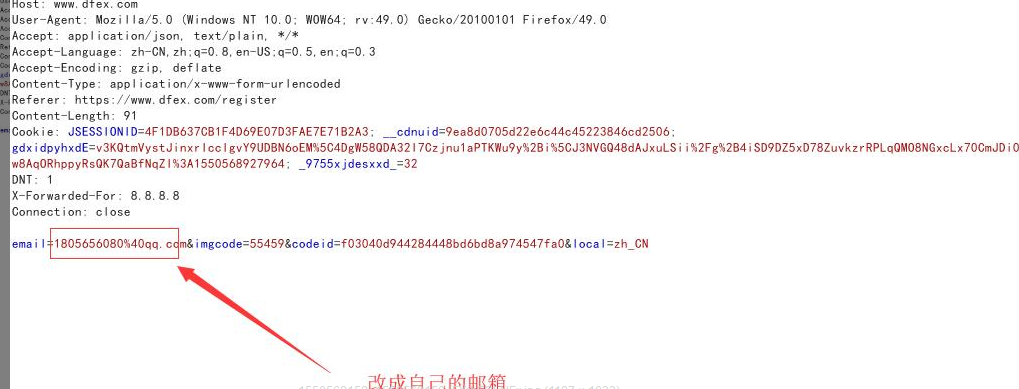 Host: www.dfex.com
User-Agent: Mozilla/5.0 (Windows NT 10.0; WOW64; rv:49.0) Gecko/20100101 Firefox/49.0
Accept: application/json, text/plain, */*
Accept-Language: zh-CN,zh;q=0.8,en-US;q=0.5,en;q=0.3
Accept-Encoding: gzip, deflate
Content-Type: application/x-www-form-urlencoded
Referer: https://www.dfex.com/register
Content-Length: 91
Cookie: JSESSIONID=4F1DB637CB1F4D69E07D3FAE7E71B2A3; __cdnuid=9ea8d0705d22e6c44c45223846cd2506;
gdxidpyhxdE=v3KQtmVystJinxrIccIgvY9UDBN6oEM%5C4DgW58QDA32I7Czjnu1aPTKWu9y%2Bi%5CJ3NVGQ48dAJxuLSii%2Fg%2B4iSD9DZ5xD78ZuvkzrRPLqQMO8NGxcLx70CmJDi0
w8AqORhppyRsQK7QaBfNqZI%3A1550568927964; _9755xjdesxxd_=32
DNT: 1
X-Forwarded-For: 8.8.8.8
Connection: close
email=1805656080%40qq.com&imgcode=55459&codeid=f03040d944284448bd6bd8a974547fa0&local=zh_CN
改成自己的邮箱